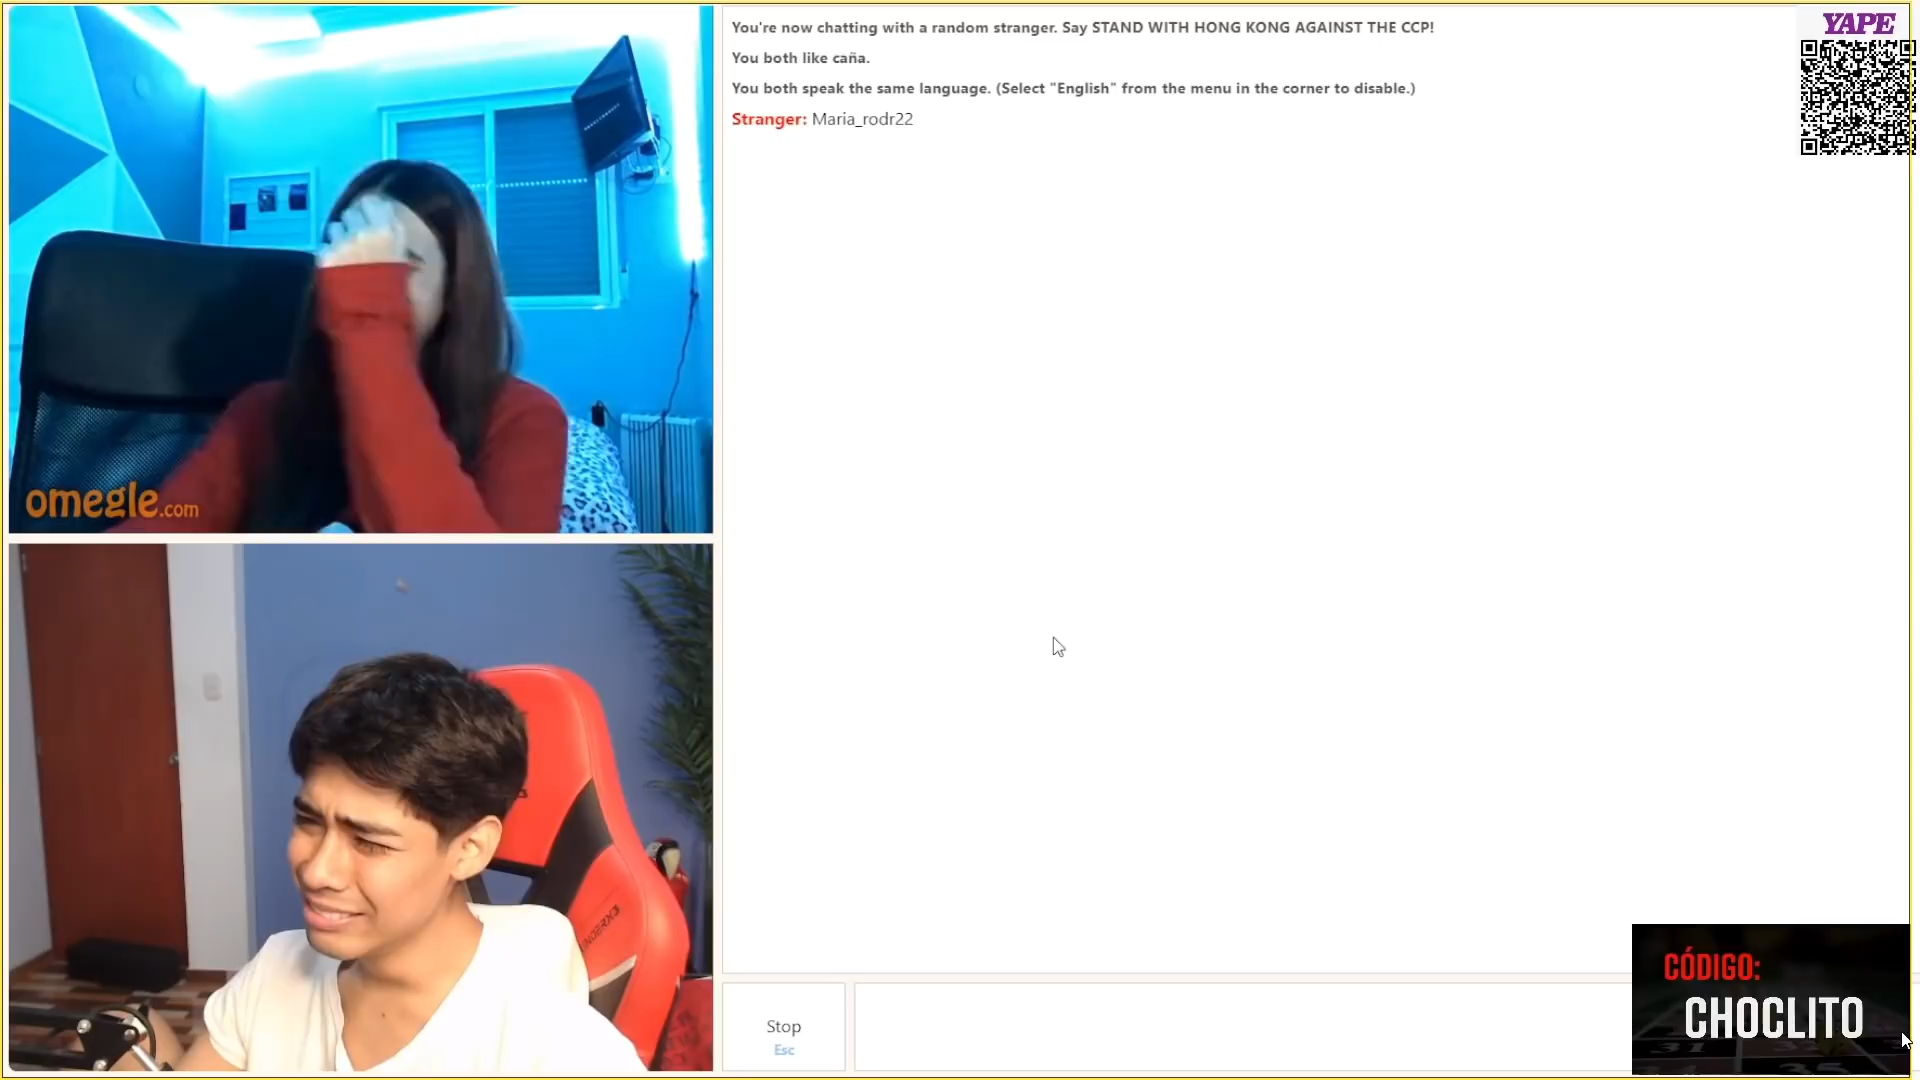 You're now chatting with a random stranger. Say STAND WITH HONG KONG AGAINST THE CCP!
You both like caña.
You both speak the same language. (Select "English" from the menu in the corner to disable.)
Stranger: Maria_rodr22
YAPE
omegle.com
Stop
Esc
CÓDIGO:
CHOCLITO
31
35